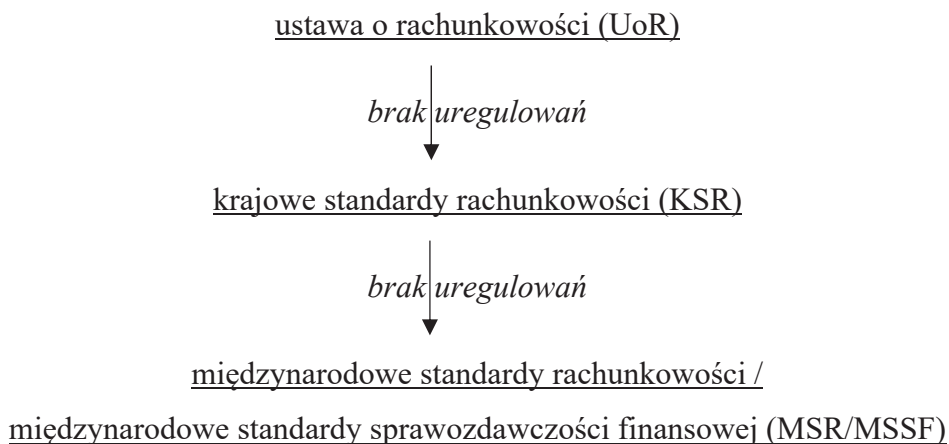 ustawa o rachunkowości (UoR)
brak uregulowań
krajowe standardy rachunkowości (KSR)
brak uregulowań
międzynarodowe standardy rachunkowości /
międzynarodowe standardy sprawozdawczości finansowej (MSR/MSSF)